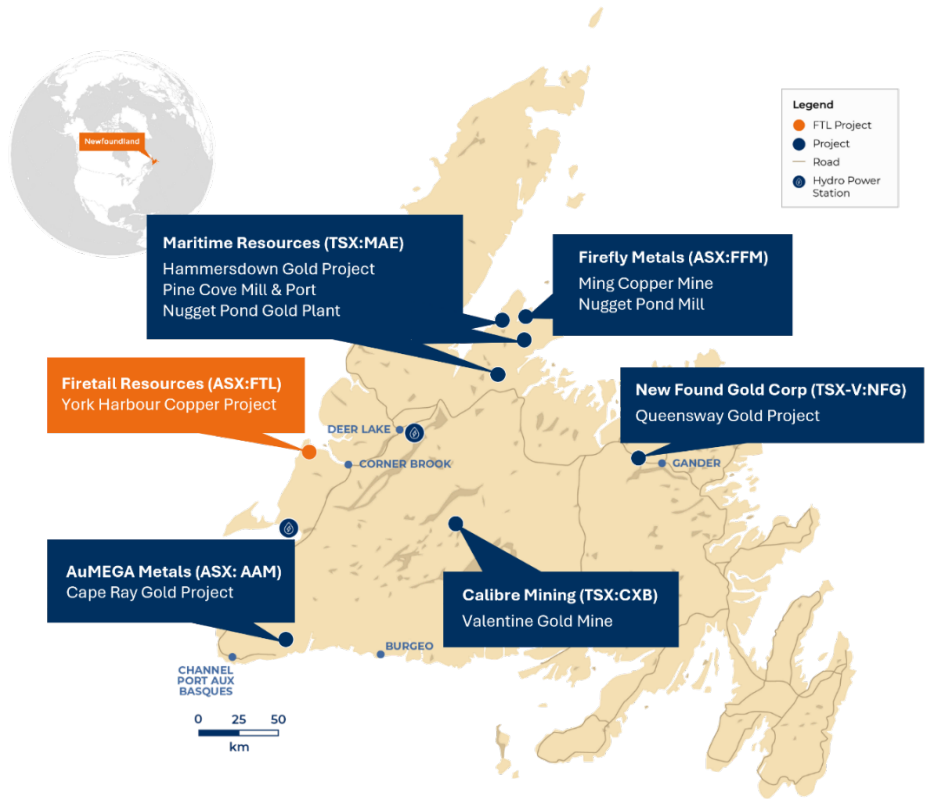 Newfoundland
Legend
FTL Project
Project
Road
Hydro Power
Station
Maritime Resources (TSX:MAE)
Hammersdown Gold Project
Pine Cove Mill & Port
Nugget Pond Gold Plant
Firefly Metals (ASX:FFM)
Ming Copper Mine
Nugget Pond Mill
Firetail Resources (ASX:FTL)
York Harbour Copper Project
New Found Gold Corp (TSX-V:NFG)
Queensway Gold Project
DEER LAKE
CORNER BROOK
GANDER
AuMEGA Metals (ASX: AAM)
Cape Ray Gold Project
Calibre Mining (TSX:CXB)
Valentine Gold Mine
BURGEO
CHANNEL
PORT AUX
BASQUES
0 25 50
km